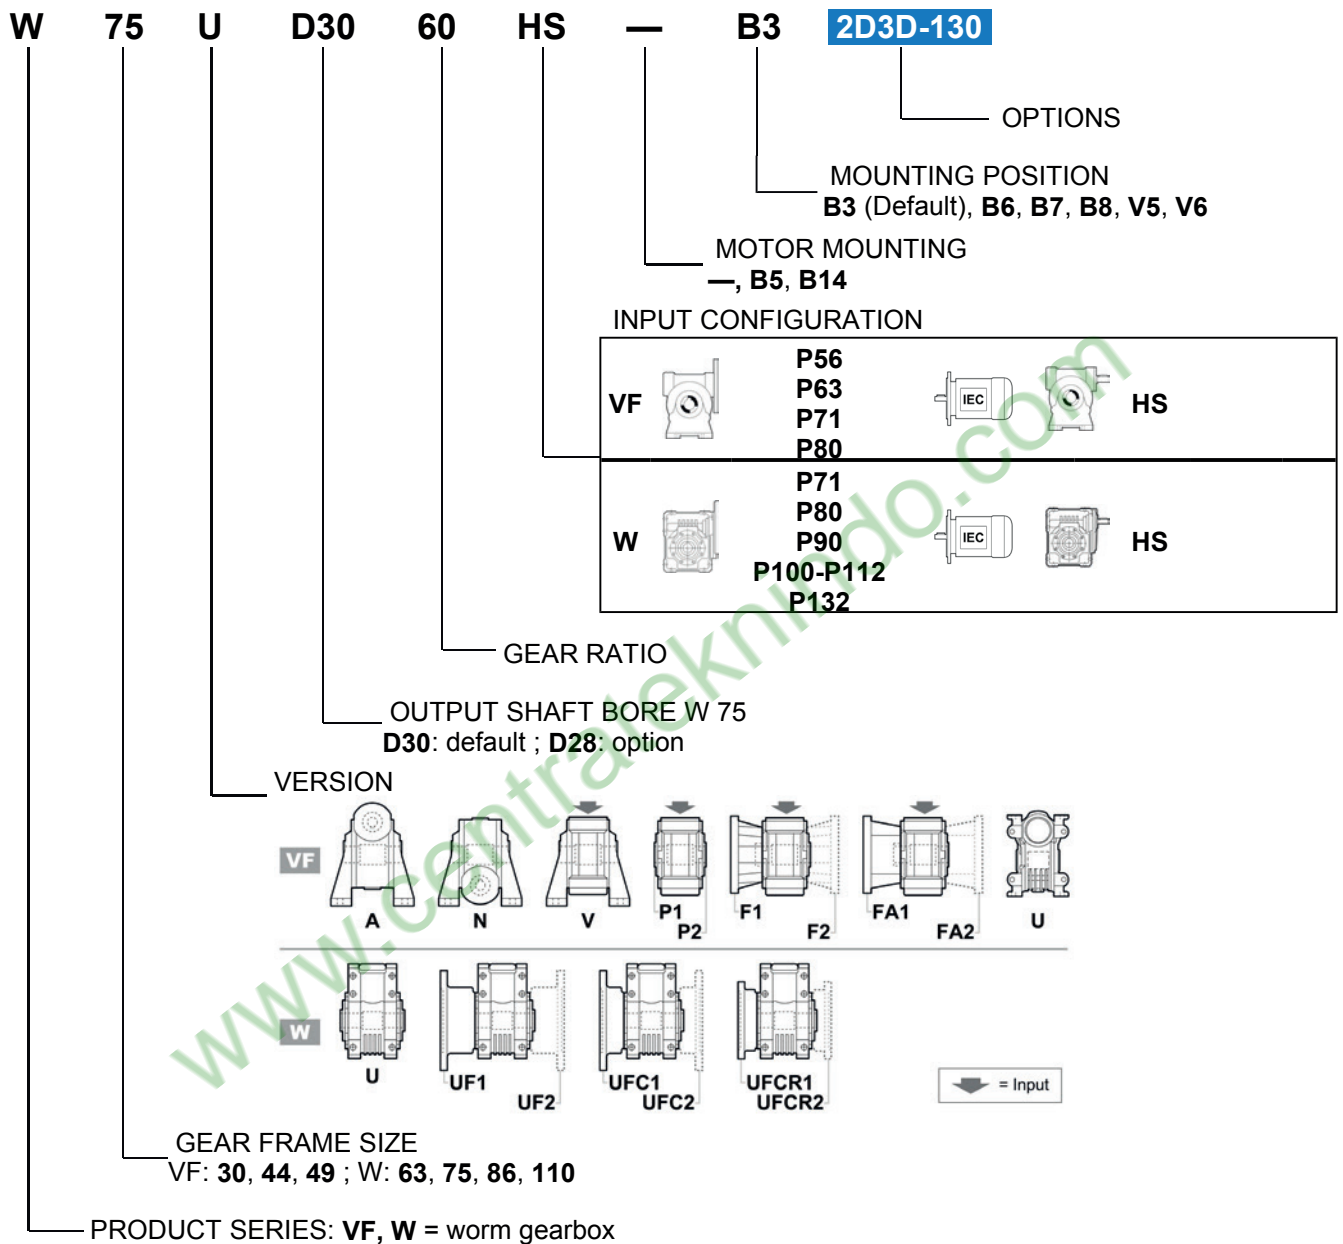 W 75 U D30 60 HS — B3 2D3D-130
OPTIONS
MOUNTING POSITION
B3 (Default), B6, B7, B8, V5, V6
MOTOR MOUNTING
—, B5, B14
INPUT CONFIGURATION
VF
P56
P63
P71
P80
IEC
HS
W
P71
P80
P90
P100-P112
P132
IEC
HS
GEAR RATIO
OUTPUT SHAFT BORE W 75
D30: default ; D28: option
VERSION
VF
A
N
V
P1
P2
F1
F2
FA1
FA2
U
W
U
UF1
UF2
UFC1
UFC2
UFCR1
UFCR2
= Input
GEAR FRAME SIZE
VF: 30, 44, 49 ; W: 63, 75, 86, 110
PRODUCT SERIES: VF, W = worm gearbox
www.centrateknindo.com